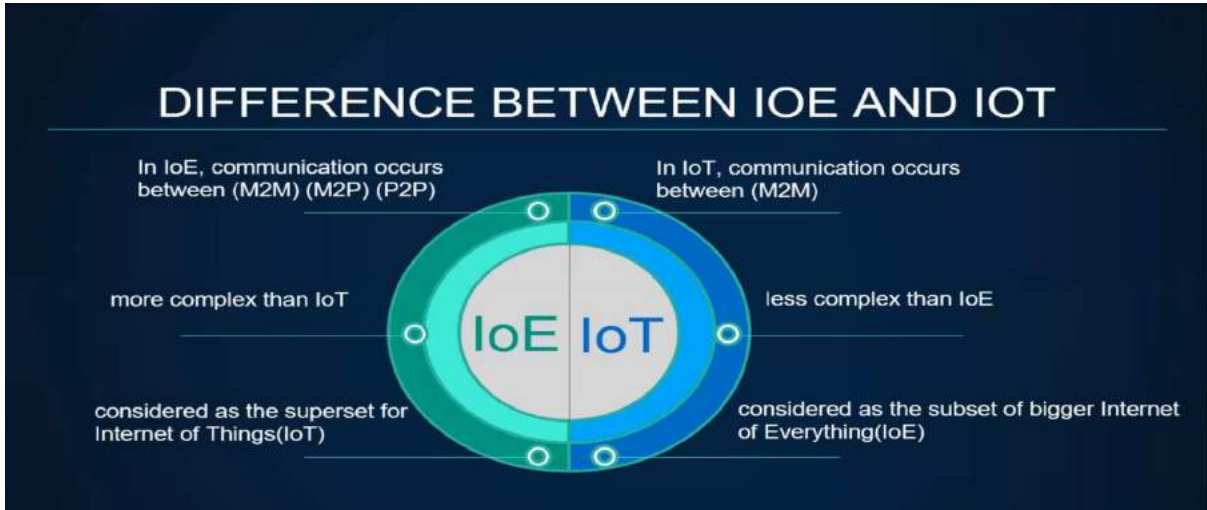 DIFFERENCE BETWEEN IOE AND IOT
In IoE, communication occurs
between (M2M) (M2P) (P2P)
In IoT, communication occurs
between (M2M)
more complex than IoT
less complex than IoE
IoE
IoT
considered as the superset for
Internet of Things(IoT)
considered as the subset of bigger Internet
of Everything(IoE)